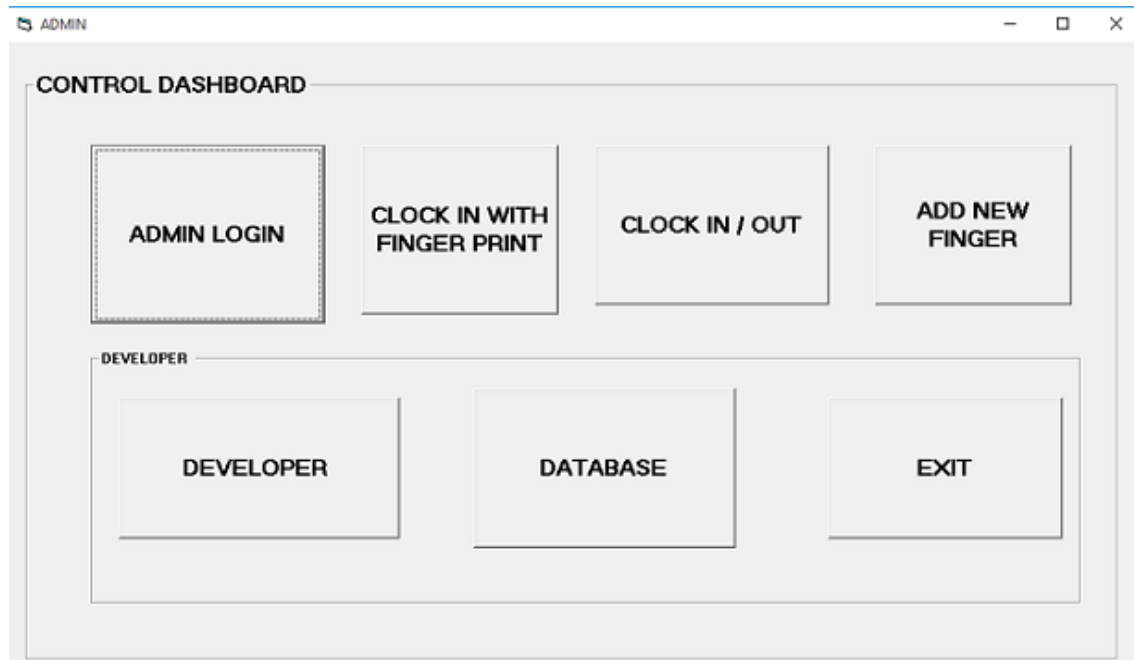 ADMIN
CONTROL DASHBOARD
ADMIN LOGIN
CLOCK IN WITH
FINGER PRINT
CLOCK IN / OUT
ADD NEW
FINGER
DEVELOPER
DEVELOPER
DATABASE
EXIT